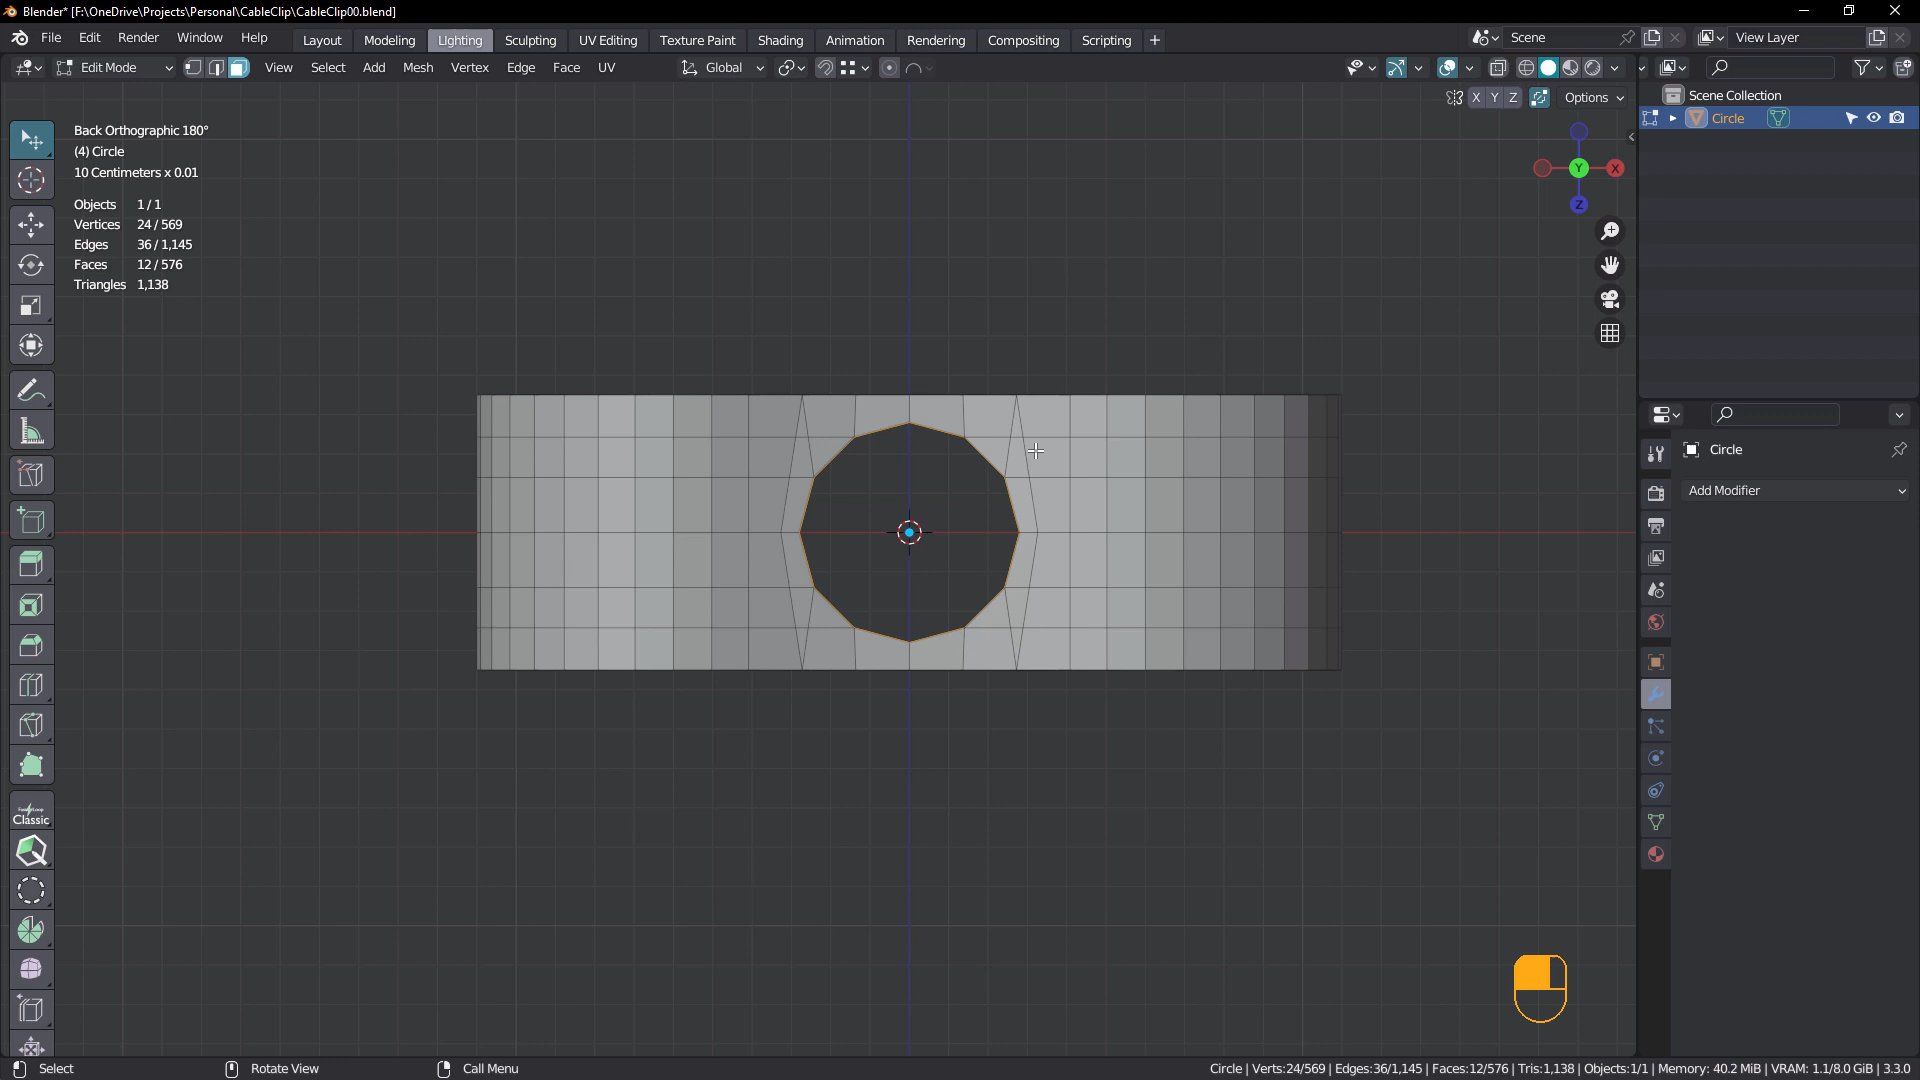 Blender* [F:\OneDrive\Projects\Personal\CableClip\CableClip00.blend]
File Edit Render Window Help Layout Modeling Lighting Sculpting UV Editing Texture Paint Shading Animation Rendering Compositing Scripting + Scene View Layer
Edit Mode View Select Add Mesh Vertex Edge Face UV Global
X Y Z Options
Scene Collection
Circle
Back Orthographic 180°
(4) Circle
10 Centimeters x 0.01
Objects 1 / 1
Vertices 24 / 569
Edges 36 / 1,145
Faces 12 / 576
Triangles 1,138
Y X
Z
Circle
Add Modifier
Classic
Select Rotate View Call Menu
Circle | Verts:24/569 | Edges:36/1,145 | Faces:12/576 | Tris:1,138 | Objects:1/1 | Memory: 40.2 MiB | VRAM: 1.1/8.0 GiB | 3.3.0